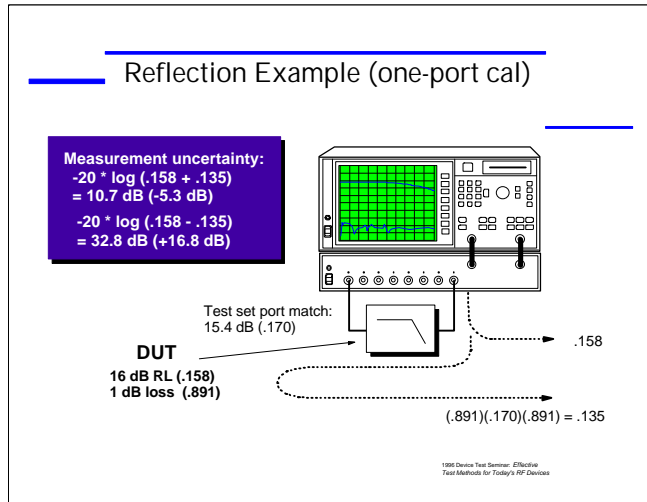 Reflection Example (one-port cal)
Measurement uncertainty:
-20 * log (.158 + .135)
= 10.7 dB (-5.3 dB)
-20 * log (.158 - .135)
= 32.8 dB (+16.8 dB)
Test set port match:
15.4 dB (.170)
DUT
16 dB RL (.158)
1 dB loss (.891)
.158
(.891)(.170)(.891) = .135
1996 Device Test Seminar: Effective
Test Methods for Today's RF Devices